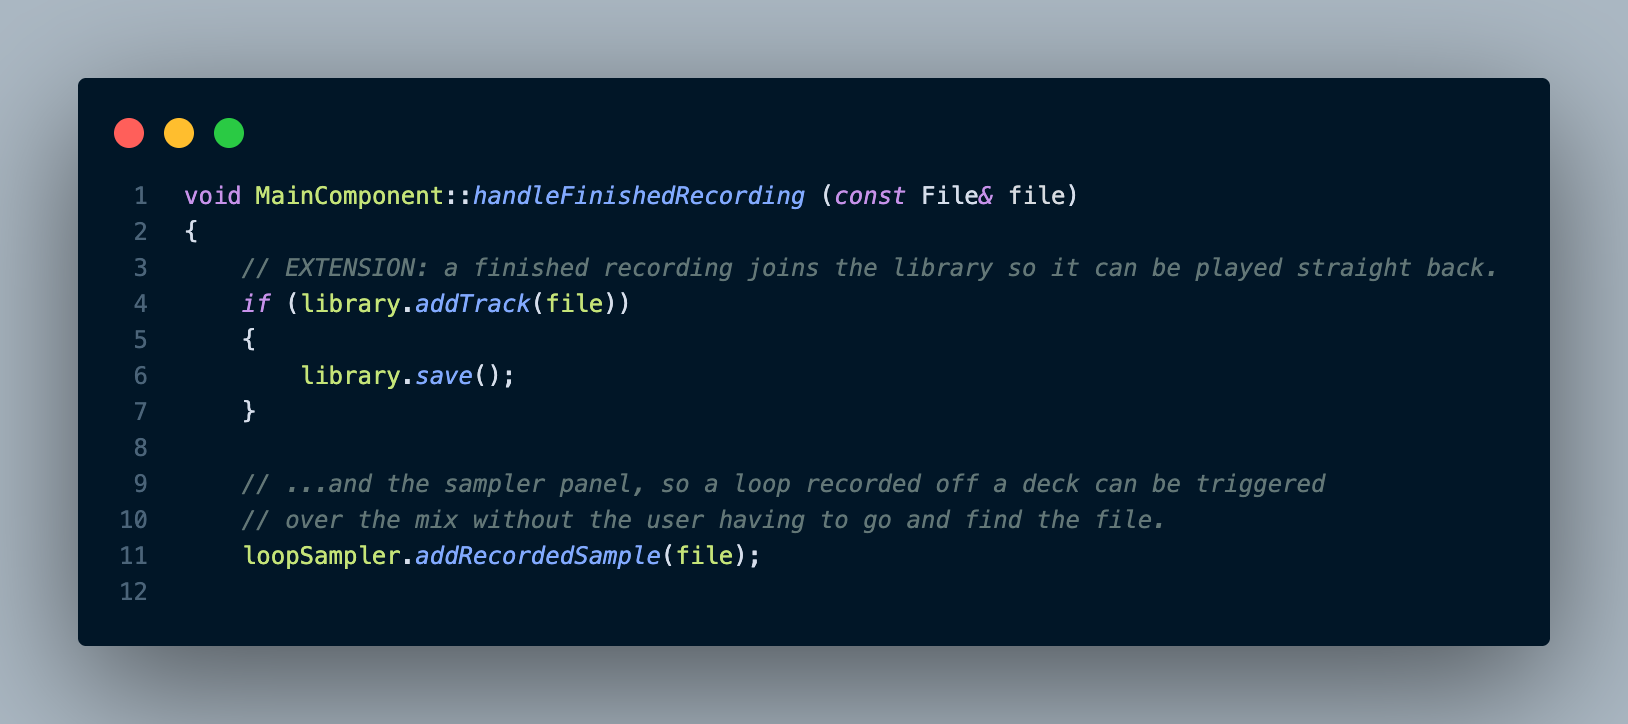 1 void MainComponent::handleFinishedRecording (const File& file)
2 {
3     // EXTENSION: a finished recording joins the library so it can be played straight back.
4     if (library.addTrack(file))
5     {
6         library.save();
7     }
8
9     // ...and the sampler panel, so a loop recorded off a deck can be triggered
10     // over the mix without the user having to go and find the file.
11     loopSampler.addRecordedSample(file);
12